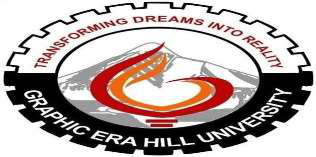 TRANSFORMING DREAMS INTO REALITY
GRAPHIC ERA HILL UNIVERSITY